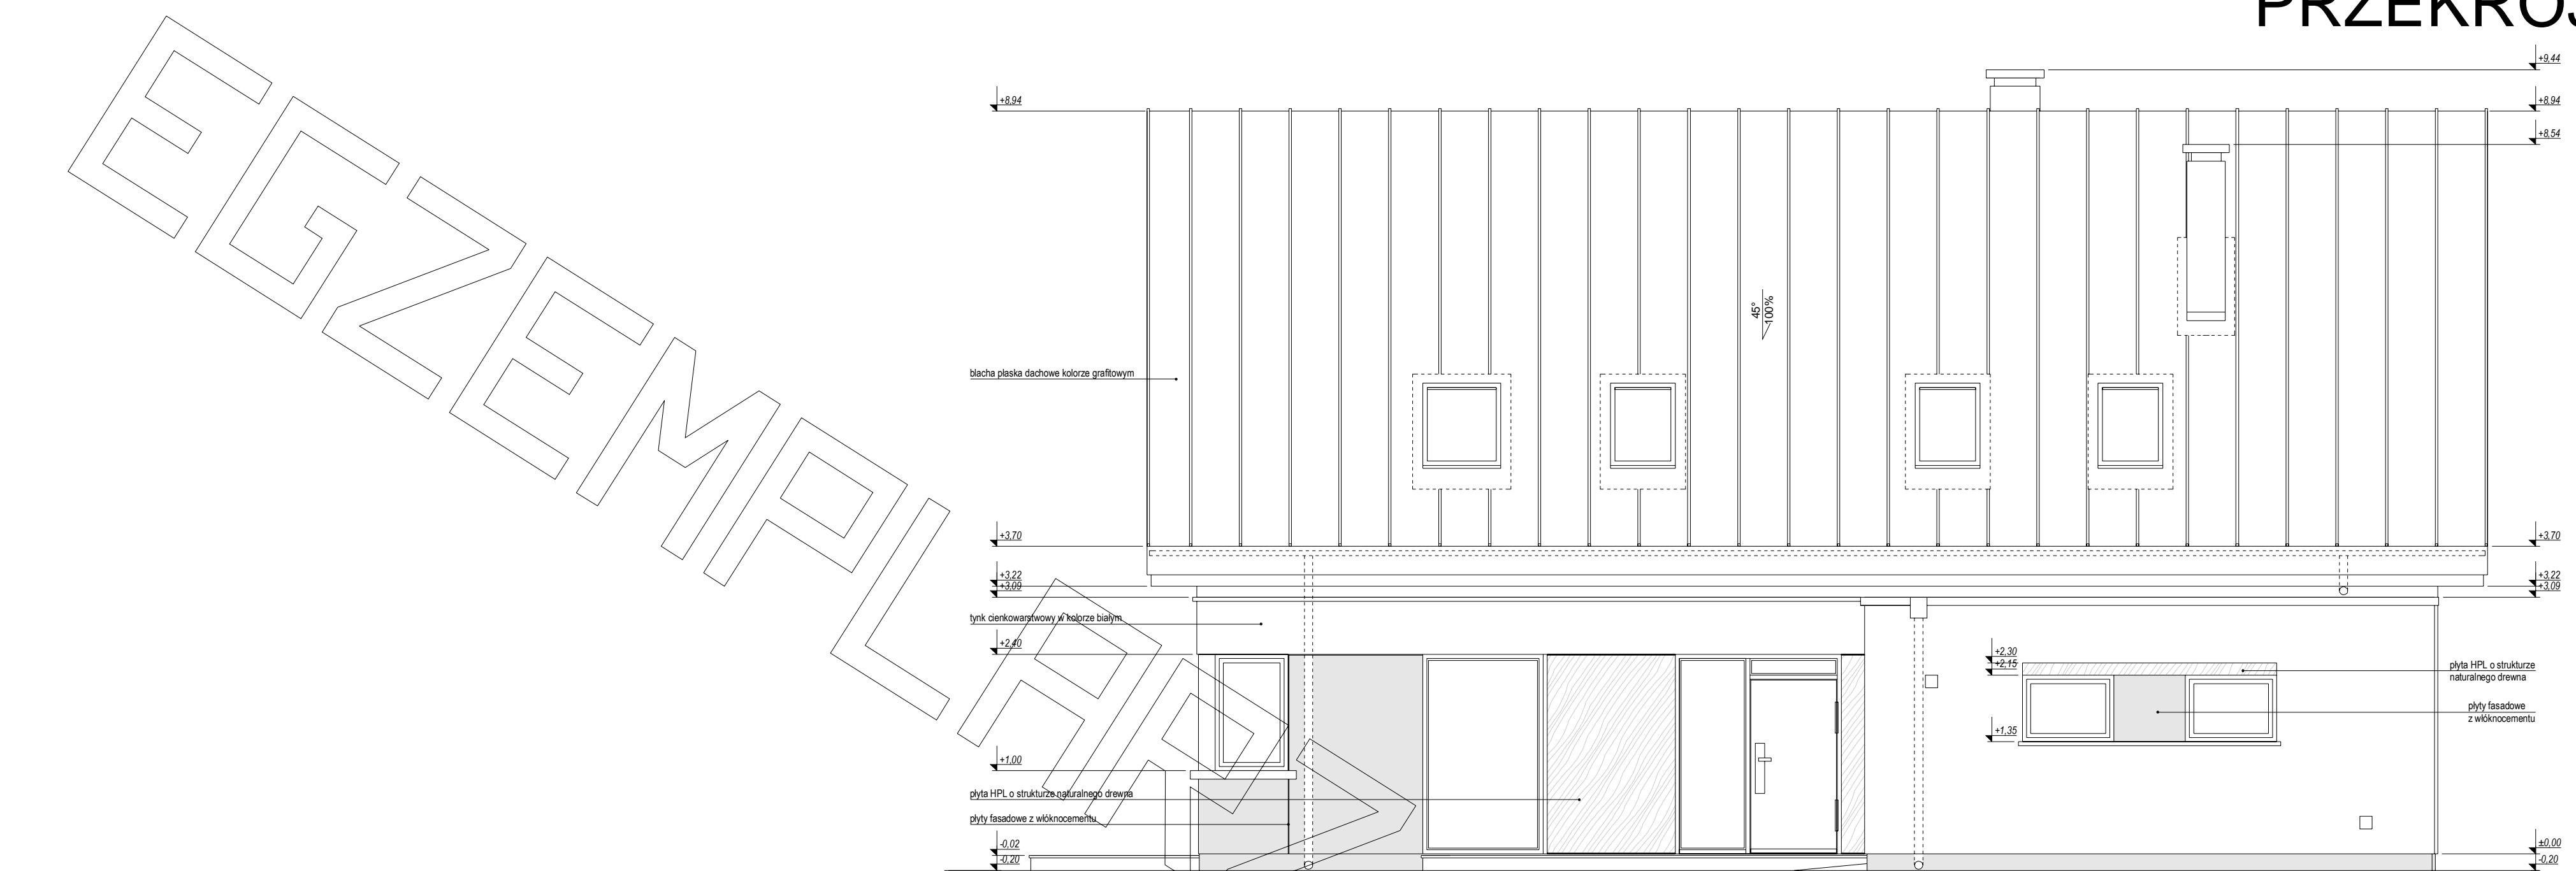 PRZEKRÓJ
+9,44
+8,94
+8,94
+8,54
EGZEMPLARZ
45°
100%
blacha płaska dachowe kolorze grafitowym
+3,70
+3,70
+3,22
+3,09
+3,22
+3,09
tynk cienkowarstwowy w kolorze białym
+2,40
+2,30
+2,15
płyta HPL o strukturze
naturalnego drewna
płyty fasadowe
z włóknocementu
+1,35
+1,00
płyta HPL o strukturze naturalnego drewna
płyty fasadowe z włóknocementu
-0,02
-0,20
±0,00
-0,20